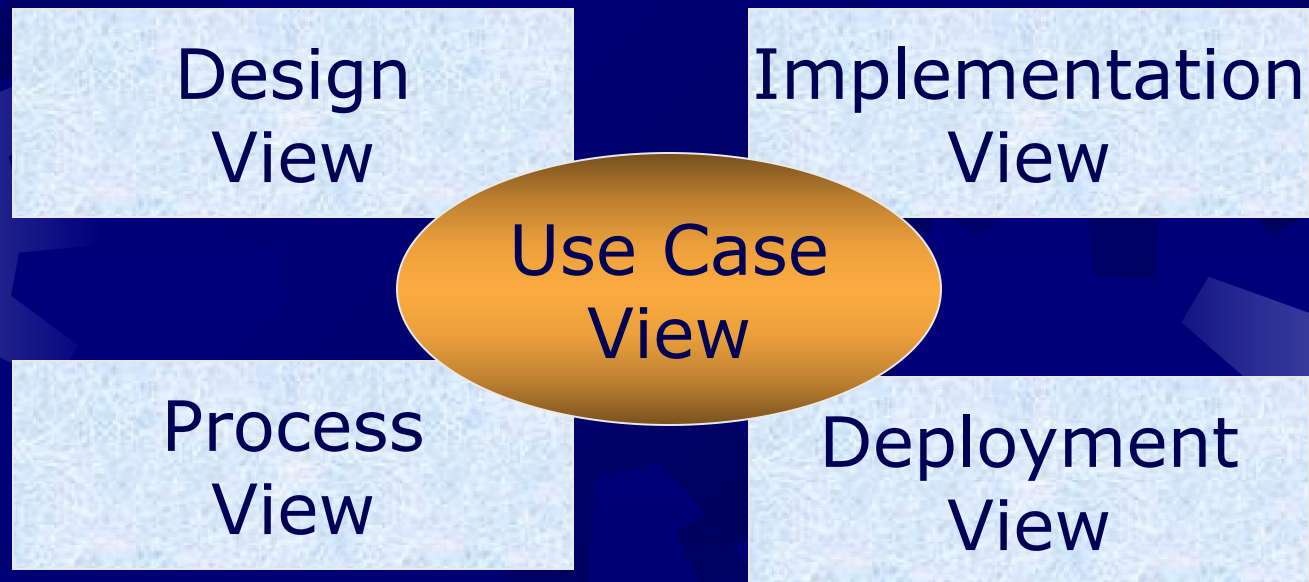 Design
View
Implementation
View
Use Case
View
Process
View
Deployment
View